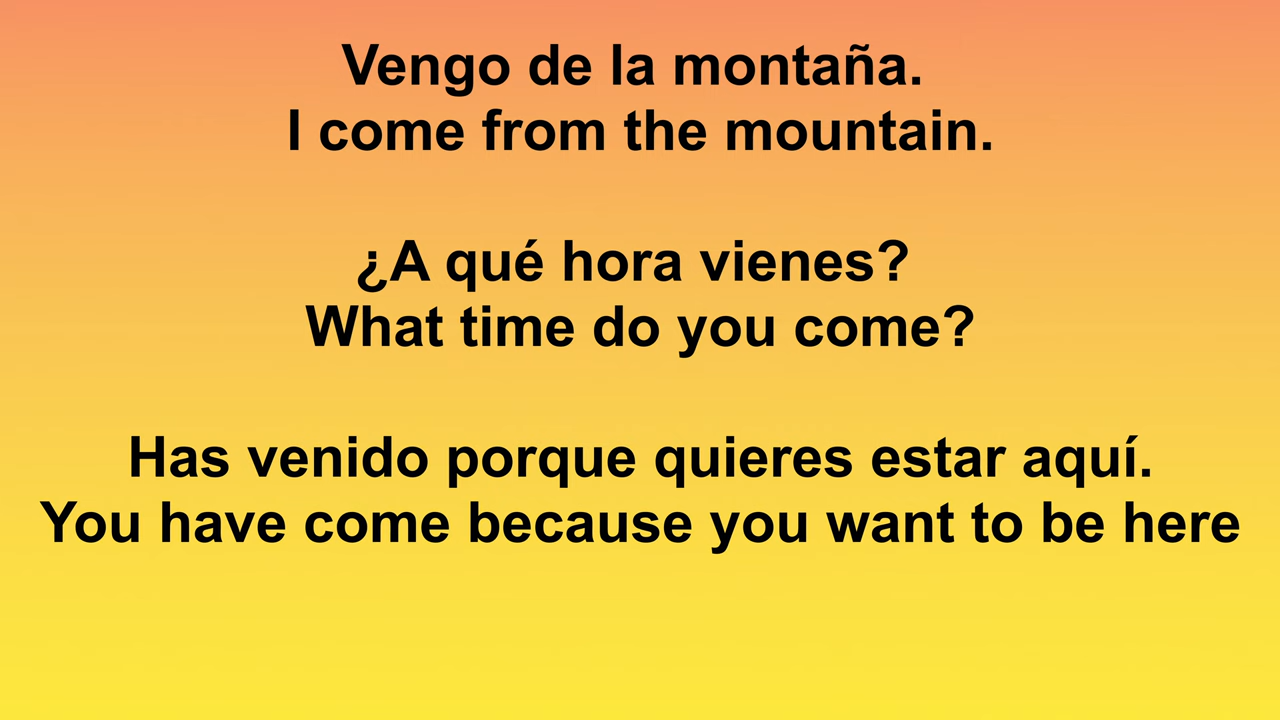 Vengo de la montaña.
I come from the mountain.
¿A qué hora vienes?
What time do you come?
Has venido porque quieres estar aquí.
You have come because you want to be here